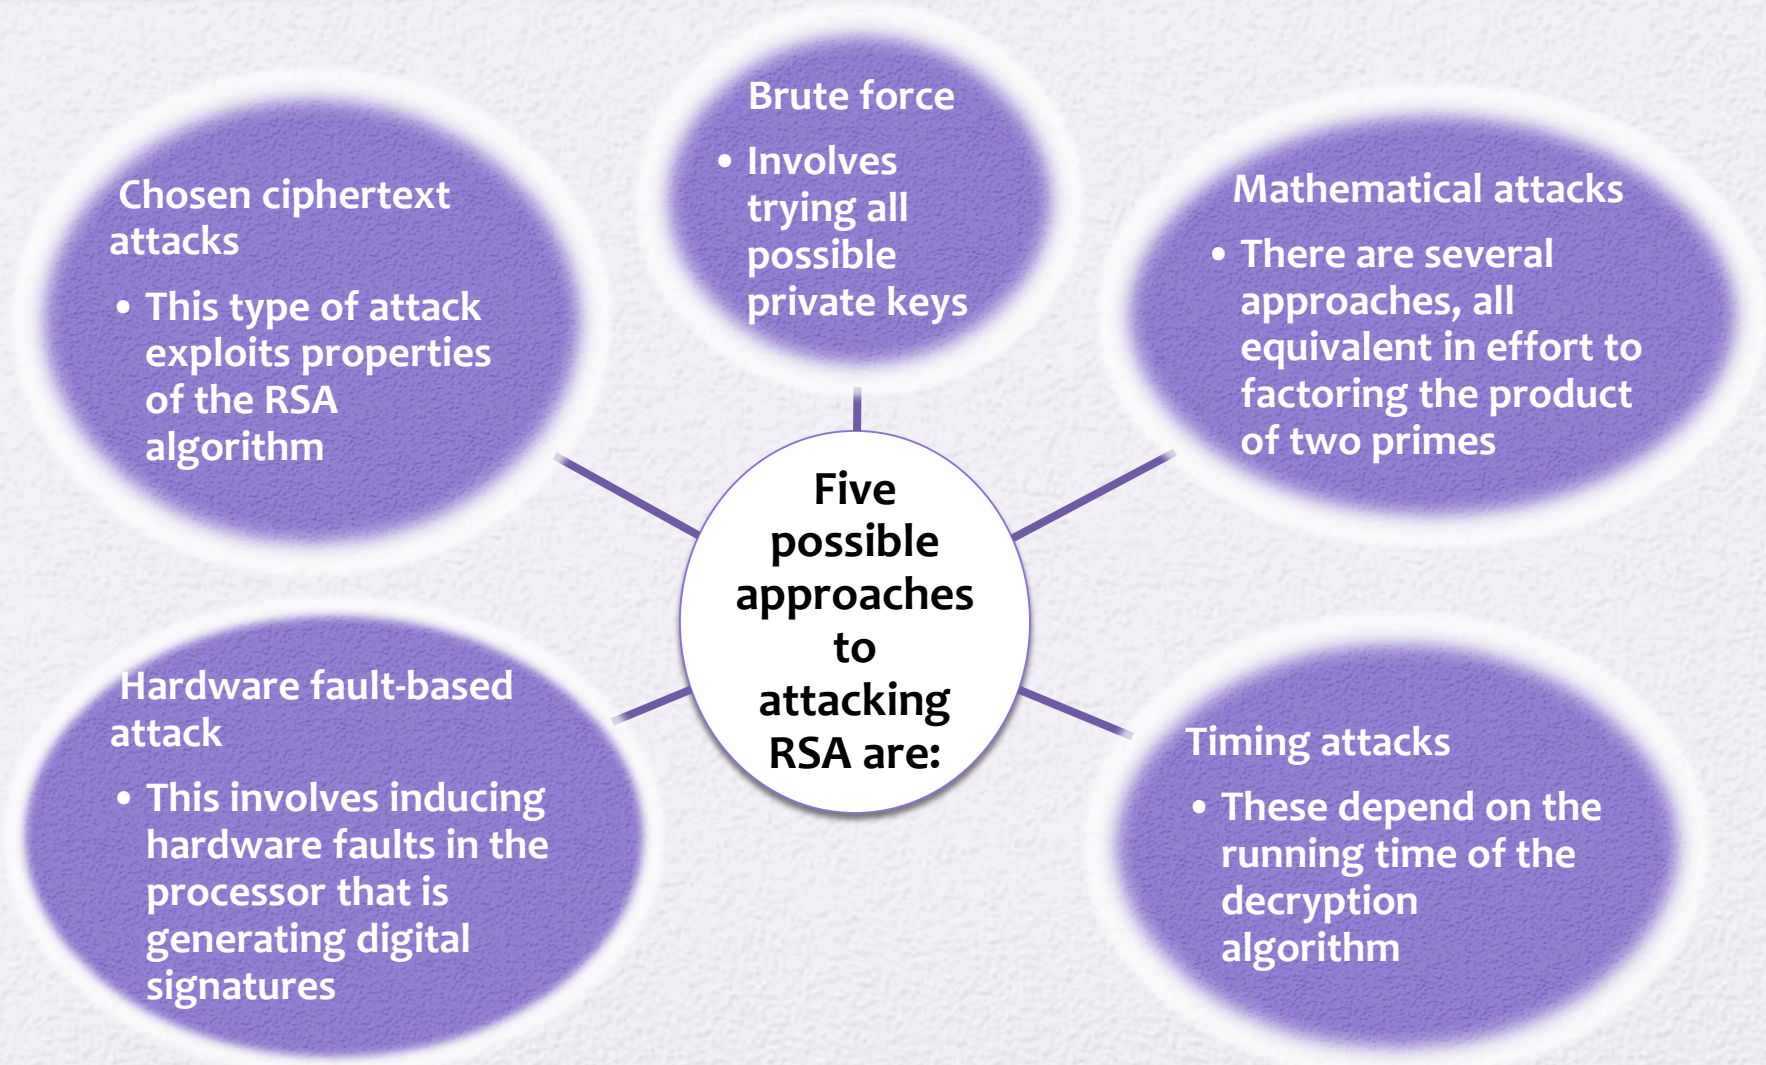 Brute force
• Involves
trying all
possible
private keys
Chosen ciphertext
attacks
• This type of attack
exploits properties
of the RSA
algorithm
Mathematical attacks
• There are several
approaches, all
equivalent in effort to
factoring the product
of two primes
Five
possible
approaches
to
attacking
RSA are:
Hardware fault-based
attack
• This involves inducing
hardware faults in the
processor that is
generating digital
signatures
Timing attacks
• These depend on the
running time of the
decryption
algorithm